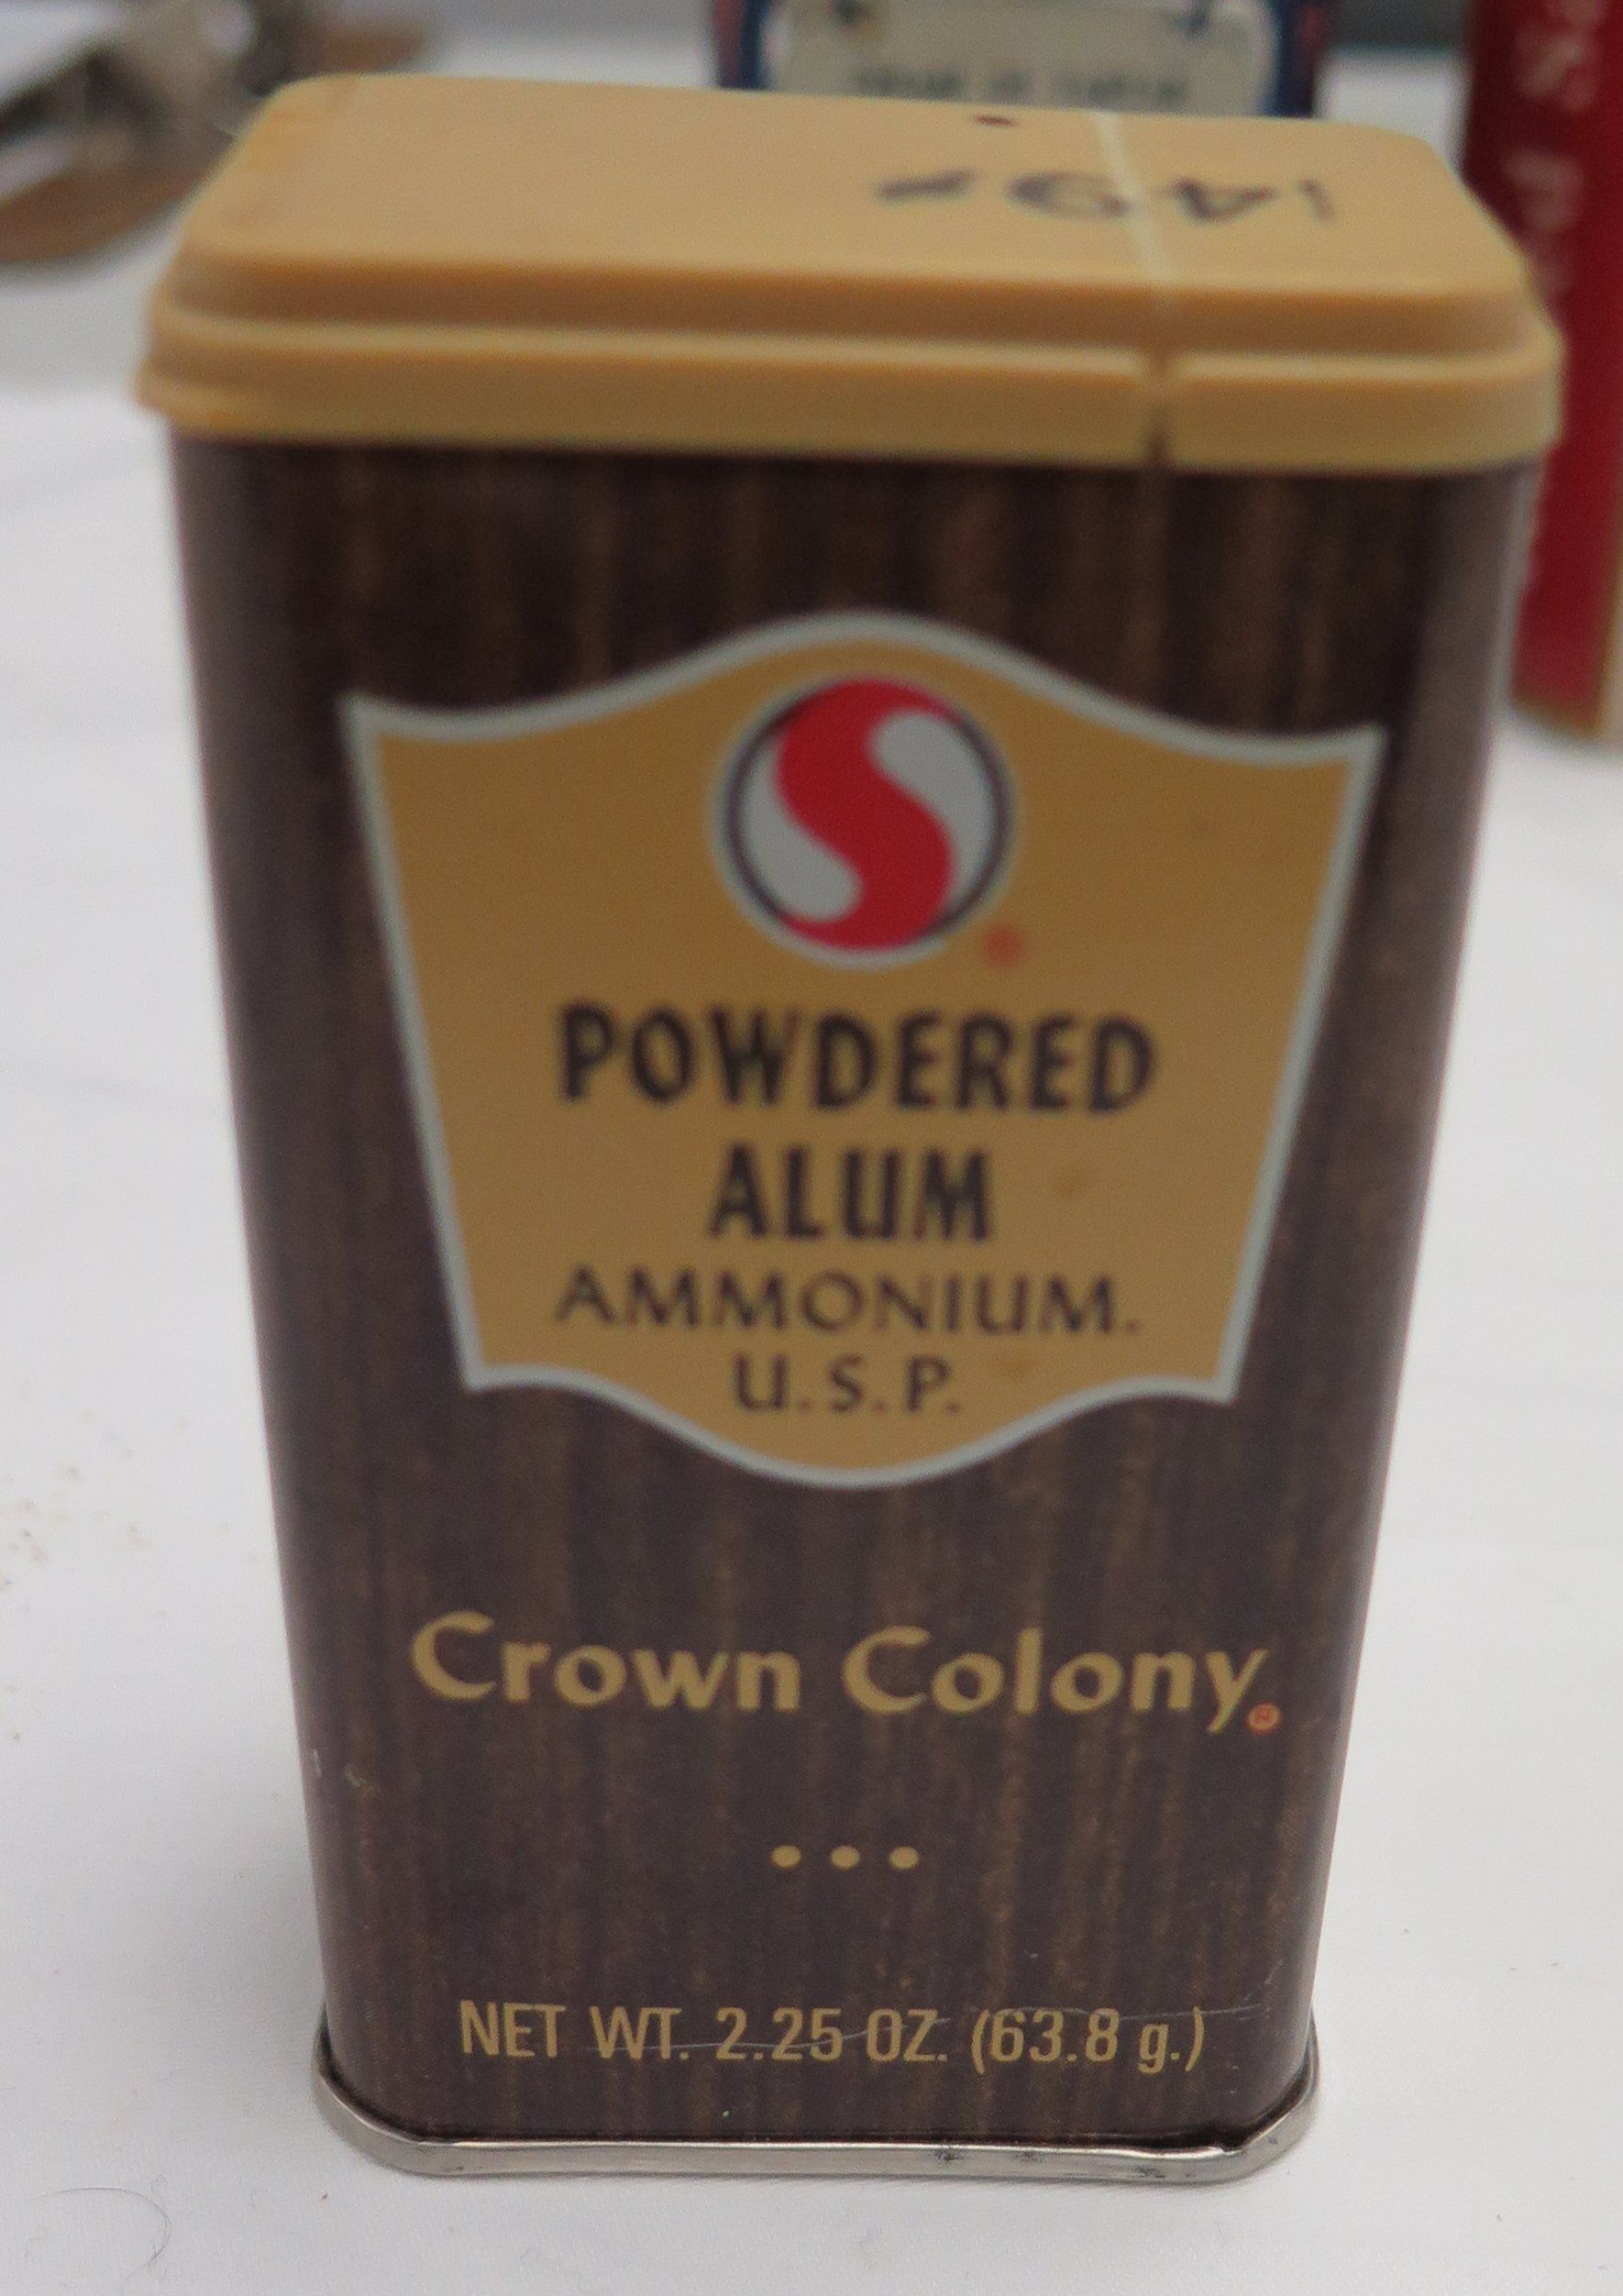 POWDERED
ALUM
AMMONIUM.
U.S.P.
Crown Colony®
• • •
NET WT. 2.25 OZ. (63.8 g.)